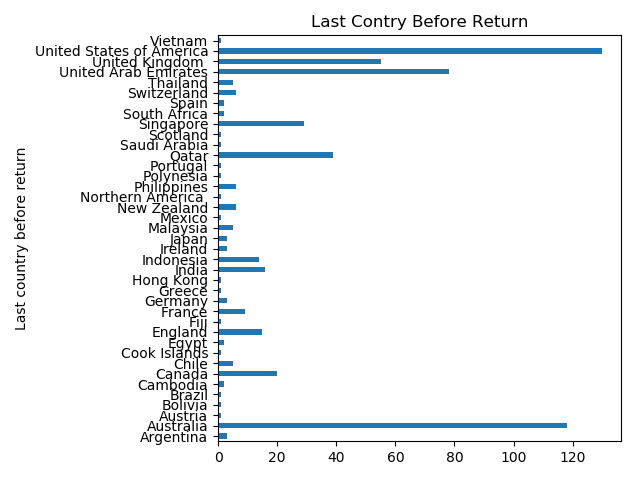 Last Contry Before Return
Vietnam
United States of America
United Kingdom
United Arab Emirates
Thailand
Switzerland
Spain
South Africa
Singapore
Scotland
Saudi Arabia
Qatar
Portugal
Polynesia
Philippines
Northern America
New Zealand
Mexico
Malaysia
Japan
Ireland
Indonesia
India
Hong Kong
Greece
Germany
France
Fiji
England
Egypt
Cook Islands
Chile
Canada
Cambodia
Brazil
Bolivia
Austria
Australia
Argentina
Last country before return
0 20 40 60 80 100 120